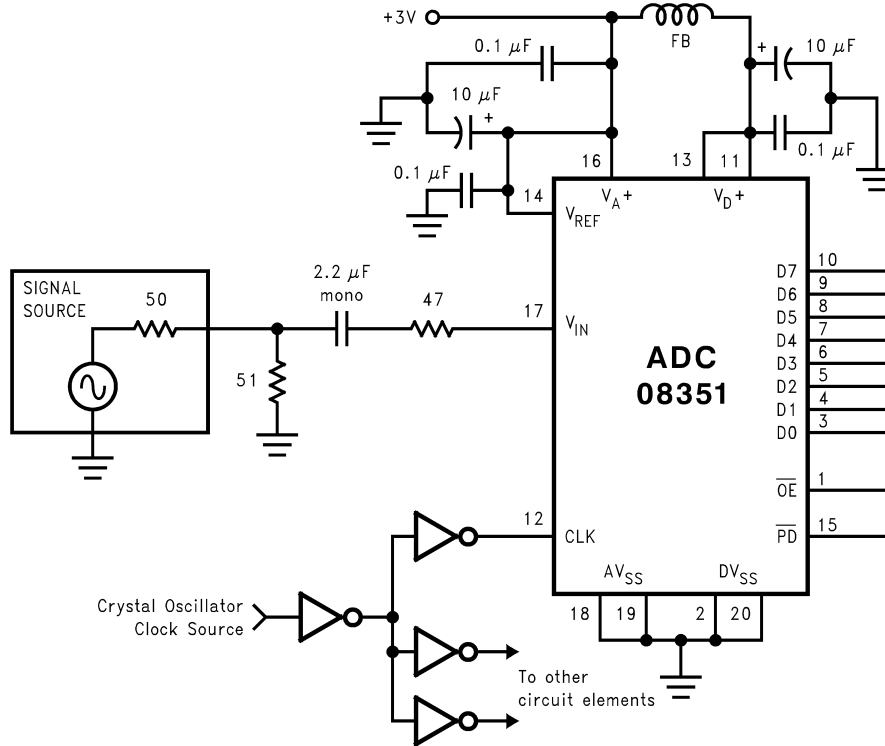 +3V
FB
0.1 μF
+ 10 μF
10 μF
+
0.1 μF
0.1 μF
16
13
11
14
VA+
VD+
VREF
SIGNAL
SOURCE
50
2.2 μF
mono
47
17
VIN
51
ADC
08351
D7 10
D6 9
D5 8
D4 7
D3 6
D2 5
D1 4
D0 3
OE 1
PD 15
12
CLK
AVSS
DVSS
18
19
2
20
Crystal Oscillator
Clock Source
To other
circuit elements